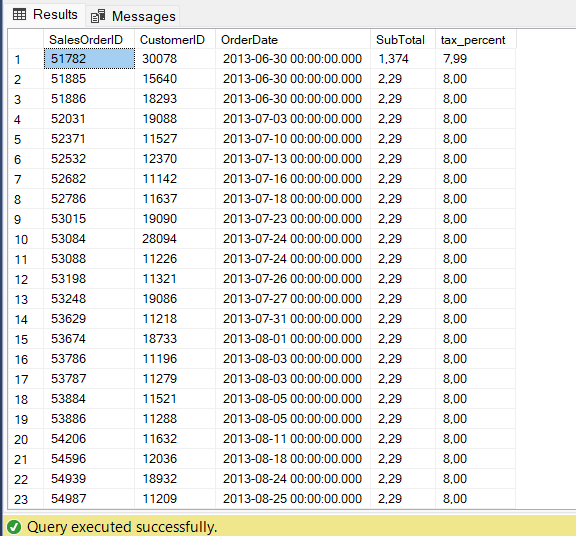 Results Messages
SalesOrderID CustomerID OrderDate SubTotal tax_percent
1 51782 30078 2013-06-30 00:00:00.000 1,374 7,99
2 51885 15640 2013-06-30 00:00:00.000 2,29 8,00
3 51886 18293 2013-06-30 00:00:00.000 2,29 8,00
4 52031 19088 2013-07-03 00:00:00.000 2,29 8,00
5 52371 11527 2013-07-10 00:00:00.000 2,29 8,00
6 52532 12370 2013-07-13 00:00:00.000 2,29 8,00
7 52682 11142 2013-07-16 00:00:00.000 2,29 8,00
8 52786 11637 2013-07-18 00:00:00.000 2,29 8,00
9 53015 19090 2013-07-23 00:00:00.000 2,29 8,00
10 53084 28094 2013-07-24 00:00:00.000 2,29 8,00
11 53088 11226 2013-07-24 00:00:00.000 2,29 8,00
12 53198 11321 2013-07-26 00:00:00.000 2,29 8,00
13 53248 19086 2013-07-27 00:00:00.000 2,29 8,00
14 53629 11218 2013-07-31 00:00:00.000 2,29 8,00
15 53674 18733 2013-08-01 00:00:00.000 2,29 8,00
16 53786 11196 2013-08-03 00:00:00.000 2,29 8,00
17 53787 11279 2013-08-03 00:00:00.000 2,29 8,00
18 53884 11521 2013-08-05 00:00:00.000 2,29 8,00
19 53886 11288 2013-08-05 00:00:00.000 2,29 8,00
20 54206 11632 2013-08-11 00:00:00.000 2,29 8,00
21 54596 12036 2013-08-18 00:00:00.000 2,29 8,00
22 54939 18932 2013-08-24 00:00:00.000 2,29 8,00
23 54987 11209 2013-08-25 00:00:00.000 2,29 8,00
Query executed successfully.